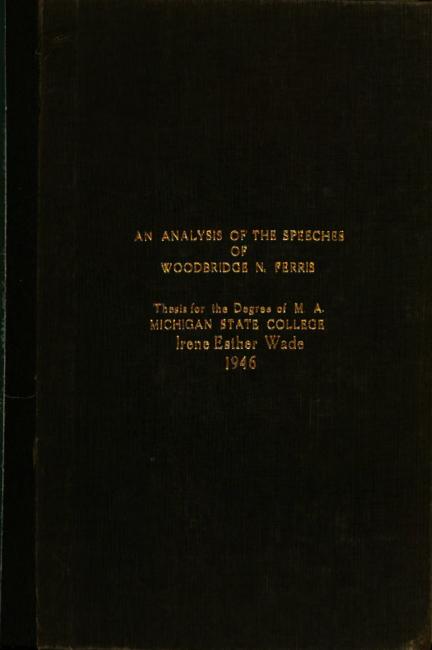 AN ANALYSIS OF THE SPEECHES
OF
WOODBRIDGE N. FERRIS
Thesis for the Degree of M. A.
MICHIGAN STATE COLLEGE
Irene Esther Wade
1946